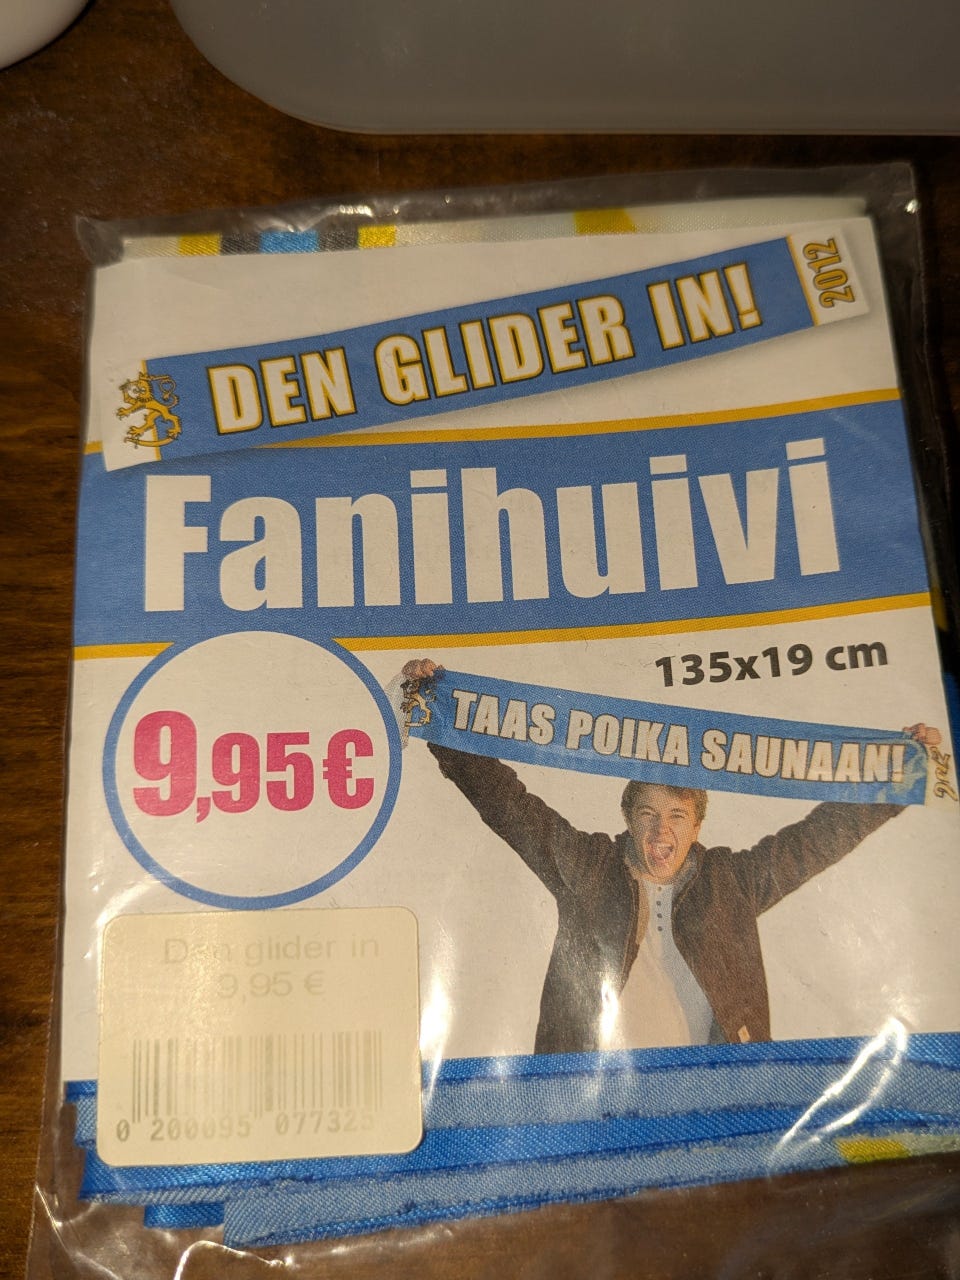 DEN GLIDER IN!
2012
Fanihuivi
135x19 cm
TAAS POIKA SAUNAAN!
9,95€
Den glider in
9,95 €
0 200095 077325